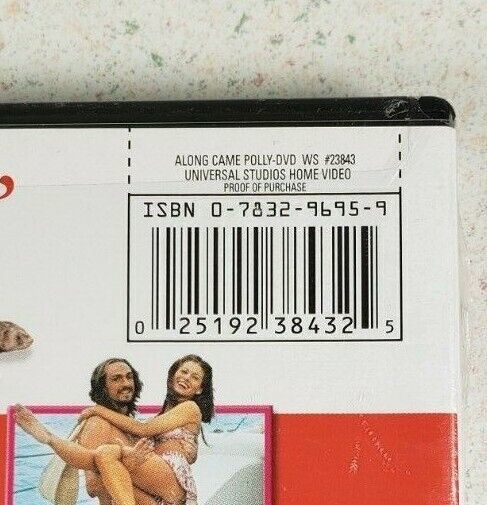 ALONG CAME POLLY-DVD WS #23843
UNIVERSAL STUDIOS HOME VIDEO
PROOF OF PURCHASE
ISBN 0-7832-9695-9
0 25192 38432 5